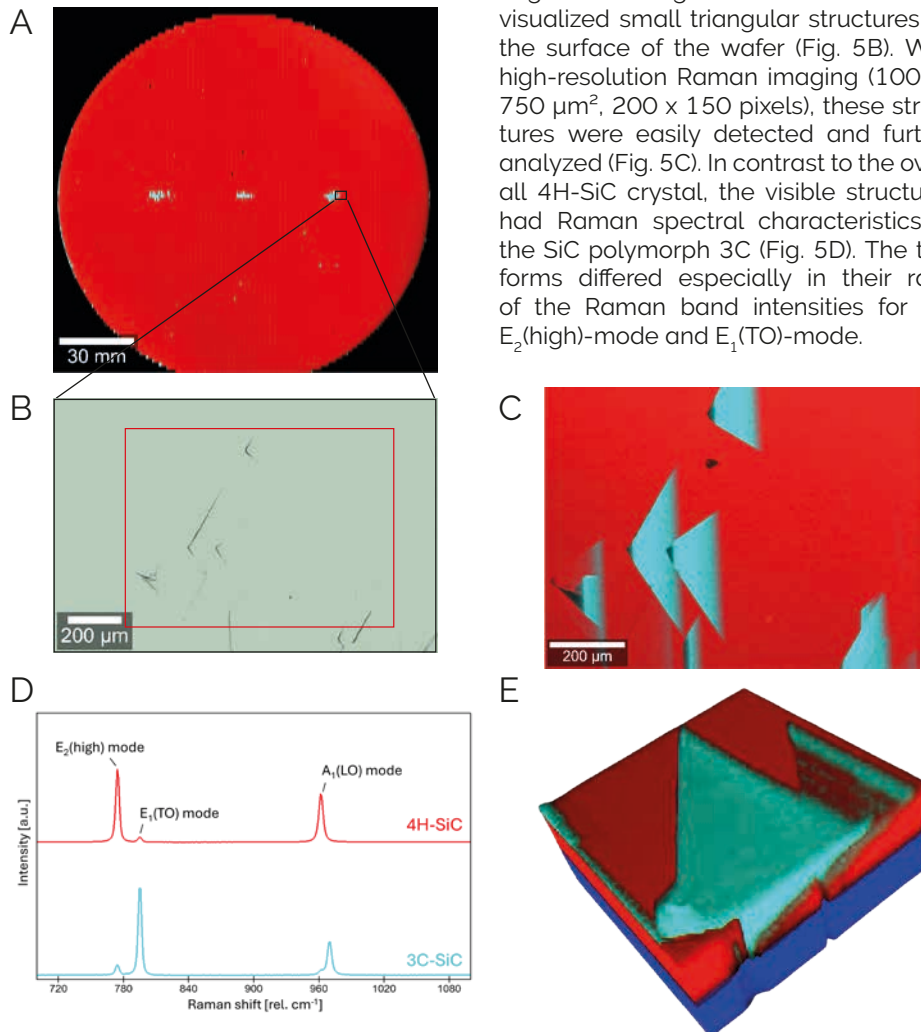 A
visualized small triangular structures
the surface of the wafer (Fig. 5B). W
high-resolution Raman imaging (100
750 µm², 200 x 150 pixels), these stru
tures were easily detected and furt
analyzed (Fig. 5C). In contrast to the ov
all 4H-SiC crystal, the visible structu
had Raman spectral characteristics
the SiC polymorph 3C (Fig. 5D). The t
forms differed especially in their ra
of the Raman band intensities for
E₂(high)-mode and E₁(TO)-mode.
30 mm
B
200 µm
C
200 µm
D
E₂(high) mode
E₁(TO) mode
A₁(LO) mode
4H-SiC
3C-SiC
Intensity [a.u.]
720 780 840 900 960 1020 1080
Raman shift [rel. cm⁻¹]
E